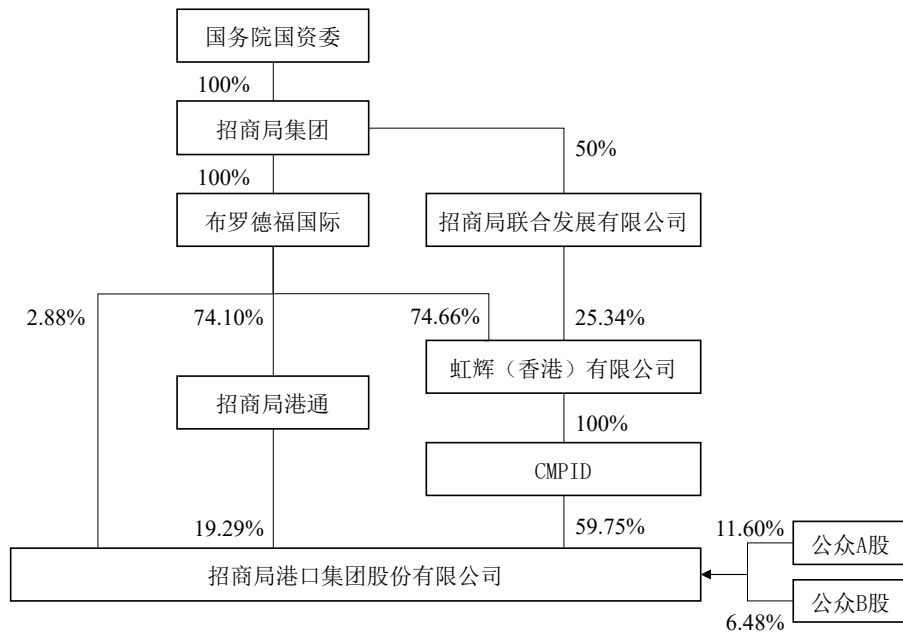 国务院国资委
100%
招商局集团
50%
100%
布罗德福国际
招商局联合发展有限公司
2.88%
74.10%
74.66%
25.34%
虹辉（香港）有限公司
招商局港通
100%
CMPID
19.29%
59.75%
11.60%
公众A股
招商局港口集团股份有限公司
公众B股
6.48%